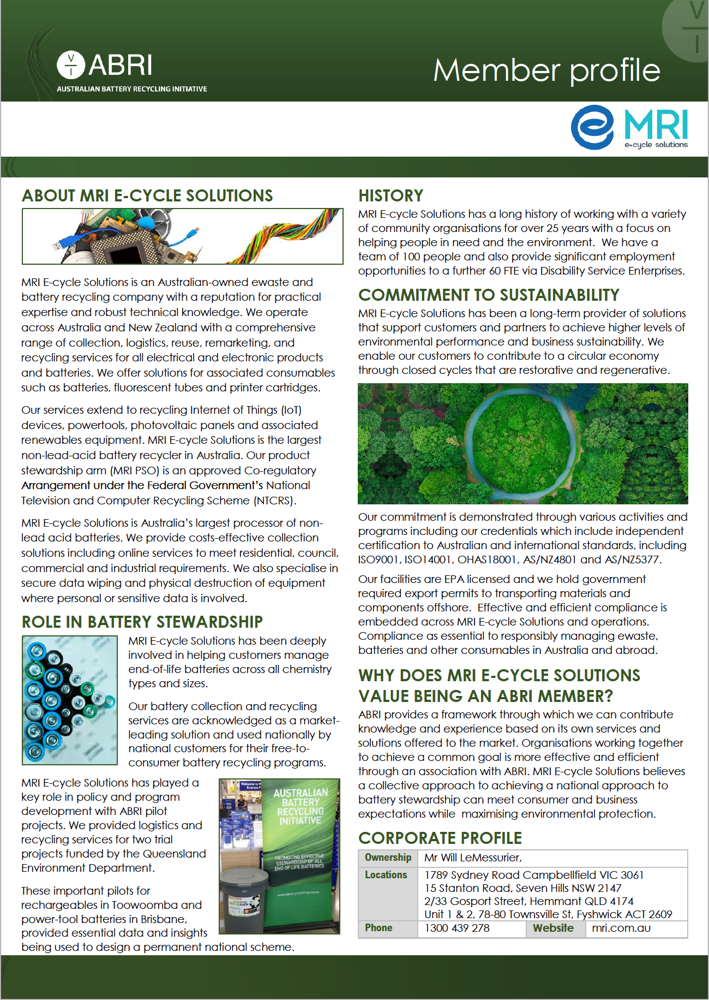 ABRI
AUSTRALIAN BATTERY RECYCLING INITIATIVE
Member profile
MRI
e-cycle solutions
ABOUT MRI E-CYCLE SOLUTIONS
MRI E-cycle Solutions is an Australian-owned ewaste and
battery recycling company with a reputation for practical
expertise and robust technical knowledge. We operate
across Australia and New Zealand with a comprehensive
range of collection, logistics, reuse, remarketing, and
recycling services for all electrical and electronic products
and batteries. We offer solutions for associated consumables
such as batteries, fluorescent tubes and printer cartridges.
Our services extend to recycling Internet of Things (IoT)
devices, powertools, photovoltaic panels and associated
renewables equipment. MRI E-cycle Solutions is the largest
non-lead-acid battery recycler in Australia. Our product
stewardship arm (MRI PSO) is an approved Co-regulatory
Arrangement under the Federal Government's National
Television and Computer Recycling Scheme (NTCRS).
MRI E-cycle Solutions is Australia's largest processor of non-
lead acid batteries. We provide costs-effective collection
solutions including online services to meet residential, council,
commercial and industrial requirements. We also specialise in
secure data wiping and physical destruction of equipment
where personal or sensitive data is involved.
ROLE IN BATTERY STEWARDSHIP
MRI E-cycle Solutions has been deeply
involved in helping customers manage
end-of-life batteries across all chemistry
types and sizes.
Our battery collection and recycling
services are acknowledged as a market-
leading solution and used nationally by
national customers for their free-to-
consumer battery recycling programs.
MRI E-cycle Solutions has played a
key role in policy and program
development with ABRI pilot
projects. We provided logistics and
recycling services for two trial
projects funded by the Queensland
Environment Department.
These important pilots for
rechargeables in Toowoomba and
power-tool batteries in Brisbane,
provided essential data and insights
being used to design a permanent national scheme.
Welcome to
Everton
AUSTRALIAN
BATTERY
RECYCLING
INITIATIVE
PROMOTING EFFECTIVE
STEWARDSHIP OF ALL
END OF LIFE BATTERIES
www.batteryrecycling.org.au
HISTORY
MRI E-cycle Solutions has a long history of working with a variety
of community organisations for over 25 years with a focus on
helping people in need and the environment.  We have a
team of 100 people and also provide significant employment
opportunities to a further 60 FTE via Disability Service Enterprises.
COMMITMENT TO SUSTAINABILITY
MRI E-cycle Solutions has been a long-term provider of solutions
that support customers and partners to achieve higher levels of
environmental performance and business sustainability. We
enable our customers to contribute to a circular economy
through closed cycles that are restorative and regenerative.
Our commitment is demonstrated through various activities and
programs including our credentials which include independent
certification to Australian and international standards, including
ISO9001, ISO14001, OHAS18001, AS/NZ4801 and AS/NZ5377.
Our facilities are EPA licensed and we hold government
required export permits to transporting materials and
components offshore.  Effective and efficient compliance is
embedded across MRI E-cycle Solutions and operations.
Compliance as essential to responsibly managing ewaste,
batteries and other consumables in Australia and abroad.
WHY DOES MRI E-CYCLE SOLUTIONS
VALUE BEING AN ABRI MEMBER?
ABRI provides a framework through which we can contribute
knowledge and experience based on its own services and
solutions offered to the market. Organisations working together
to achieve a common goal is more effective and efficient
through an association with ABRI. MRI E-cycle Solutions believes
a collective approach to achieving a national approach to
battery stewardship can meet consumer and business
expectations while  maximising environmental protection.
CORPORATE PROFILE
Ownership Mr Will LeMessurier,
Locations 1789 Sydney Road Campbellfield VIC 3061
15 Stanton Road, Seven Hills NSW 2147
2/33 Gosport Street, Hemmant QLD 4174
Unit 1 & 2, 78-80 Townsville St, Fyshwick ACT 2609
Phone 1300 439 278 Website mri.com.au